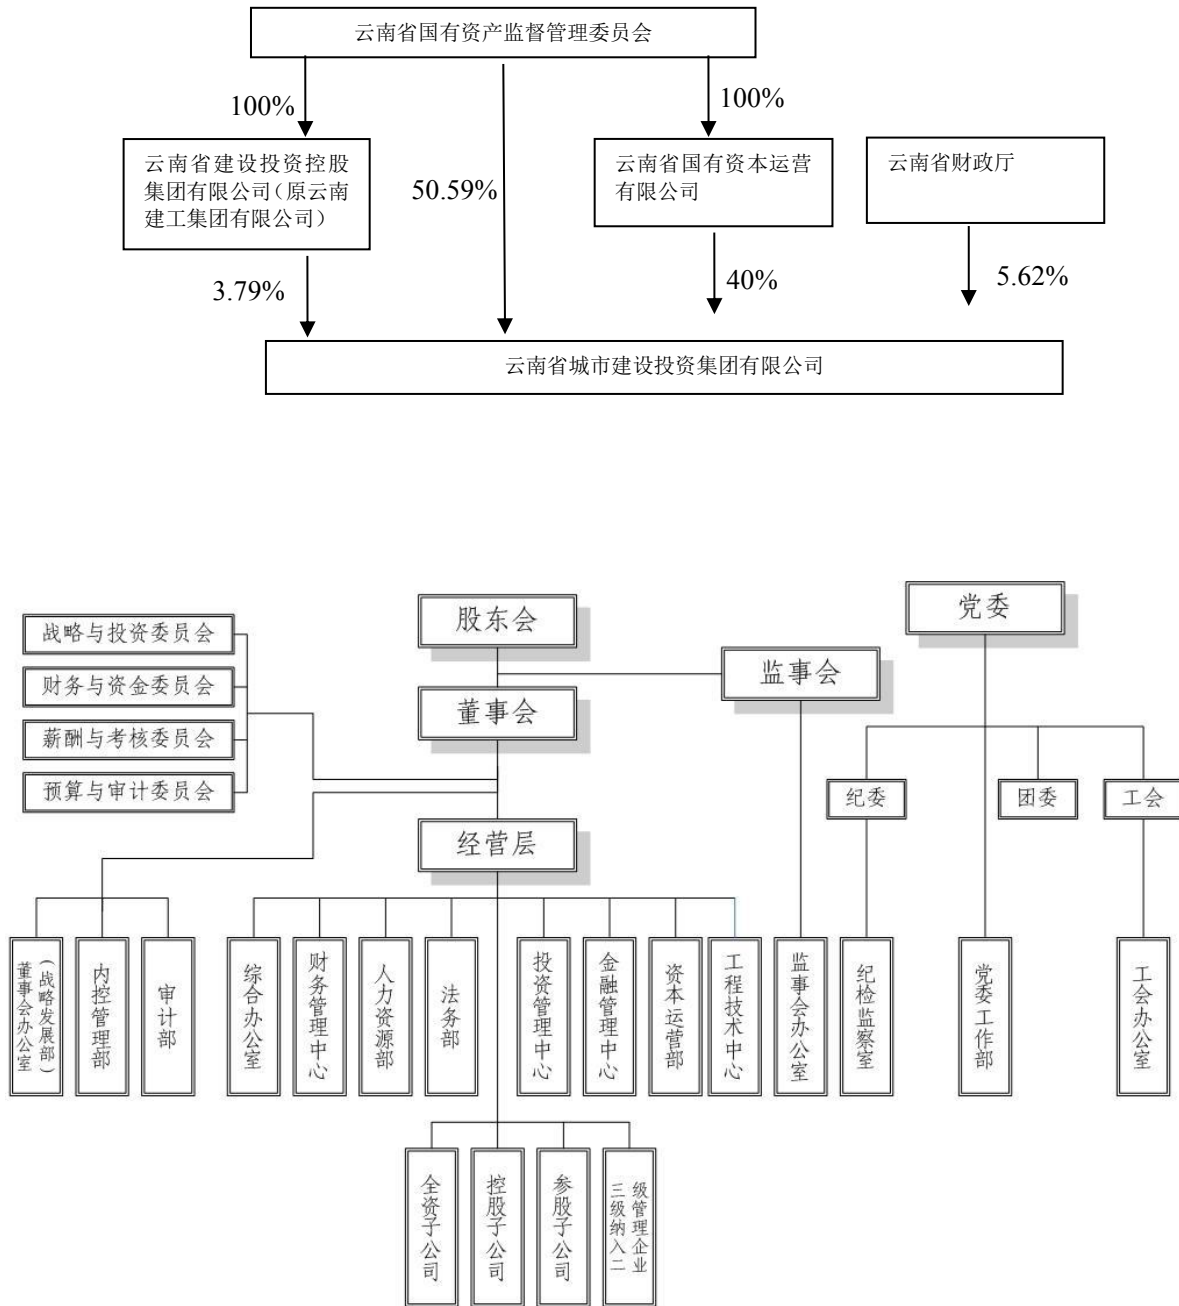 云南省国有资产监督管理委员会
100%
100%
云南省建设投资控股
集团有限公司（原云南
建工集团有限公司）
50.59%
云南省国有资本运营
有限公司
云南省财政厅
3.79%
40%
5.62%
云南省城市建设投资集团有限公司
股东会
党委
战略与投资委员会
监事会
财务与资金委员会
董事会
薪酬与考核委员会
预算与审计委员会
纪委
团委
工会
经营层
董事会办公室
（战略发展部）
内控管理部
审计部
综合办公室
财务管理中心
人力资源部
法务部
投资管理中心
金融管理中心
资本运营部
工程技术中心
监事会办公室
纪检监察室
党委工作部
工会办公室
全资子公司
控股子公司
参股子公司
三级纳入二
级管理企业